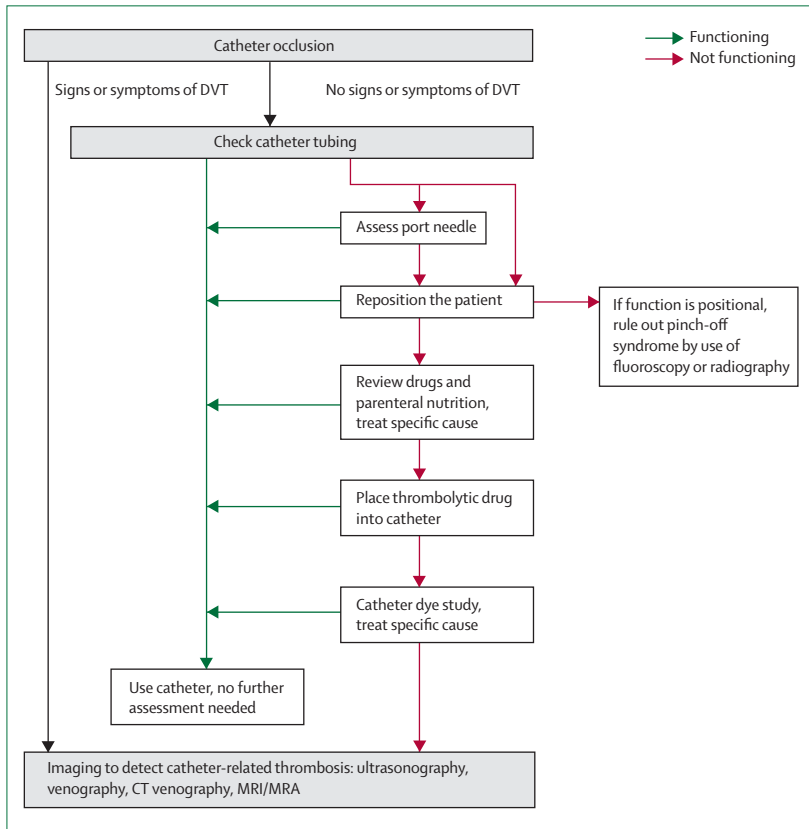 Catheter occlusion
Functioning
Not functioning
Signs or symptoms of DVT
No signs or symptoms of DVT
Check catheter tubing
Assess port needle
Reposition the patient
If function is positional,
rule out pinch-off
syndrome by use of
fluoroscopy or radiography
Review drugs and
parenteral nutrition,
treat specific cause
Place thrombolytic drug
into catheter
Catheter dye study,
treat specific cause
Use catheter, no further
assessment needed
Imaging to detect catheter-related thrombosis: ultrasonography,
venography, CT venography, MRI/MRA